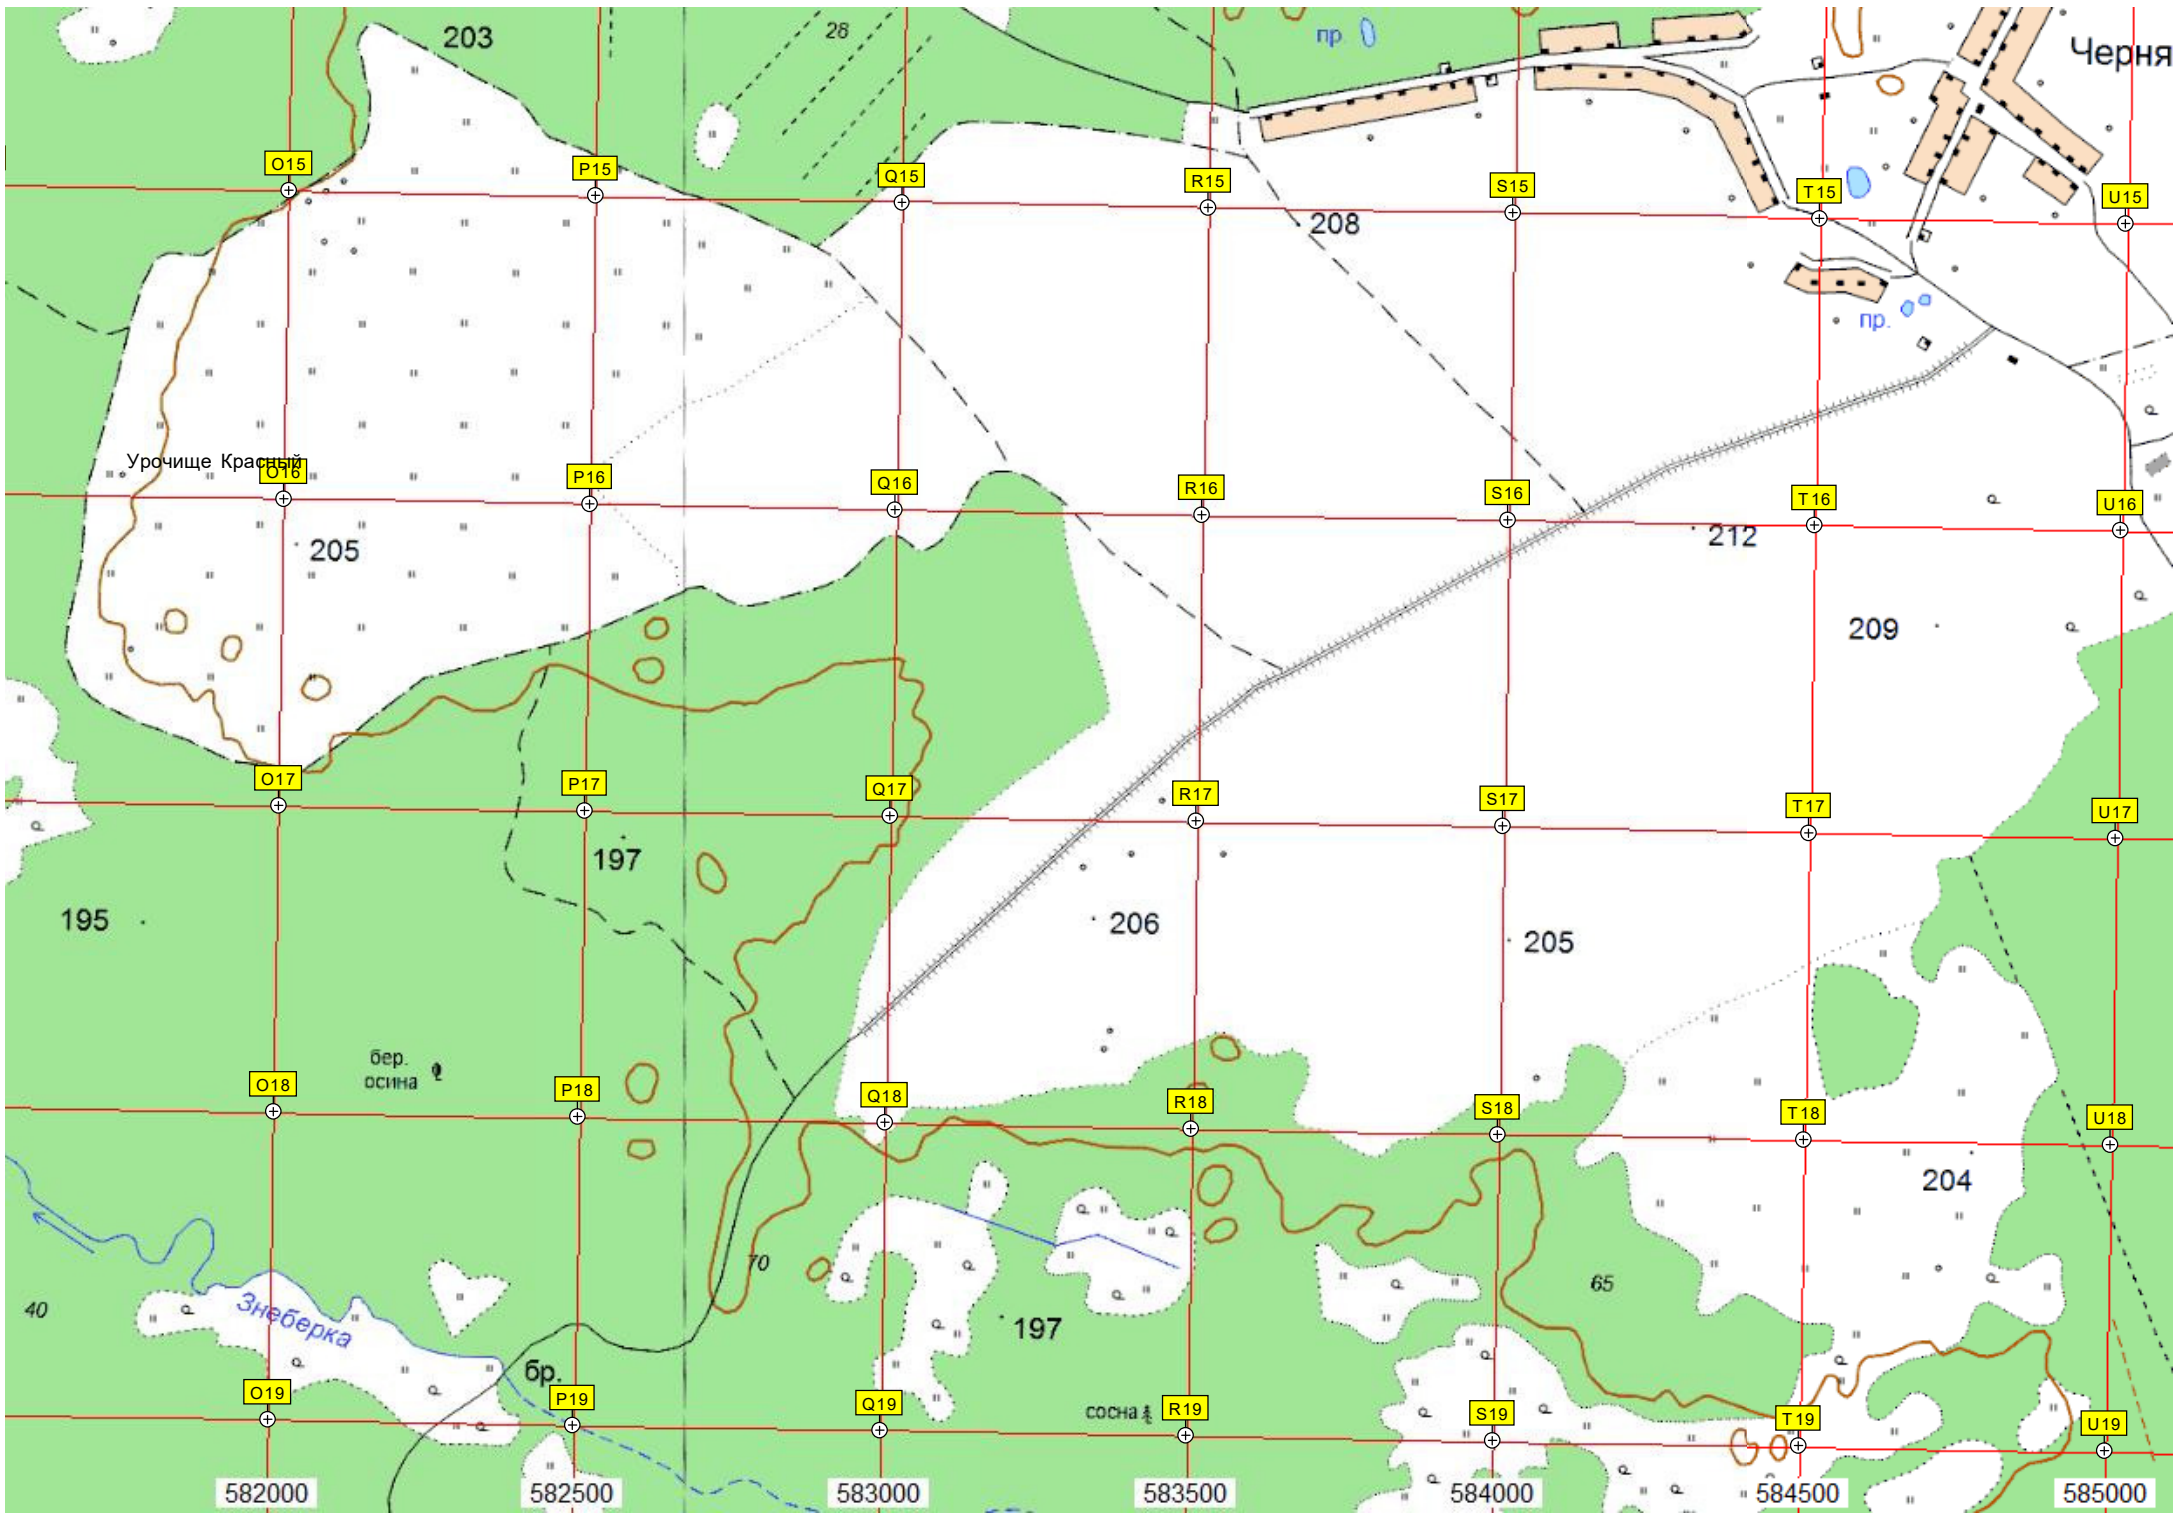 203
28
пр.
Черня
O15
P15
Q15
R15
S15
T15
U15
208
пр.
Урочище Красный
O16
P16
Q16
R16
S16
T16
U16
205
212
209
O17
P17
Q17
R17
S17
T17
U17
197
195
206
205
бер.
осина
O18
P18
Q18
R18
S18
T18
U18
204
70
65
40
Знеберка
197
бр.
сосна
O19
P19
Q19
R19
S19
T19
U19
582000
582500
583000
583500
584000
584500
585000